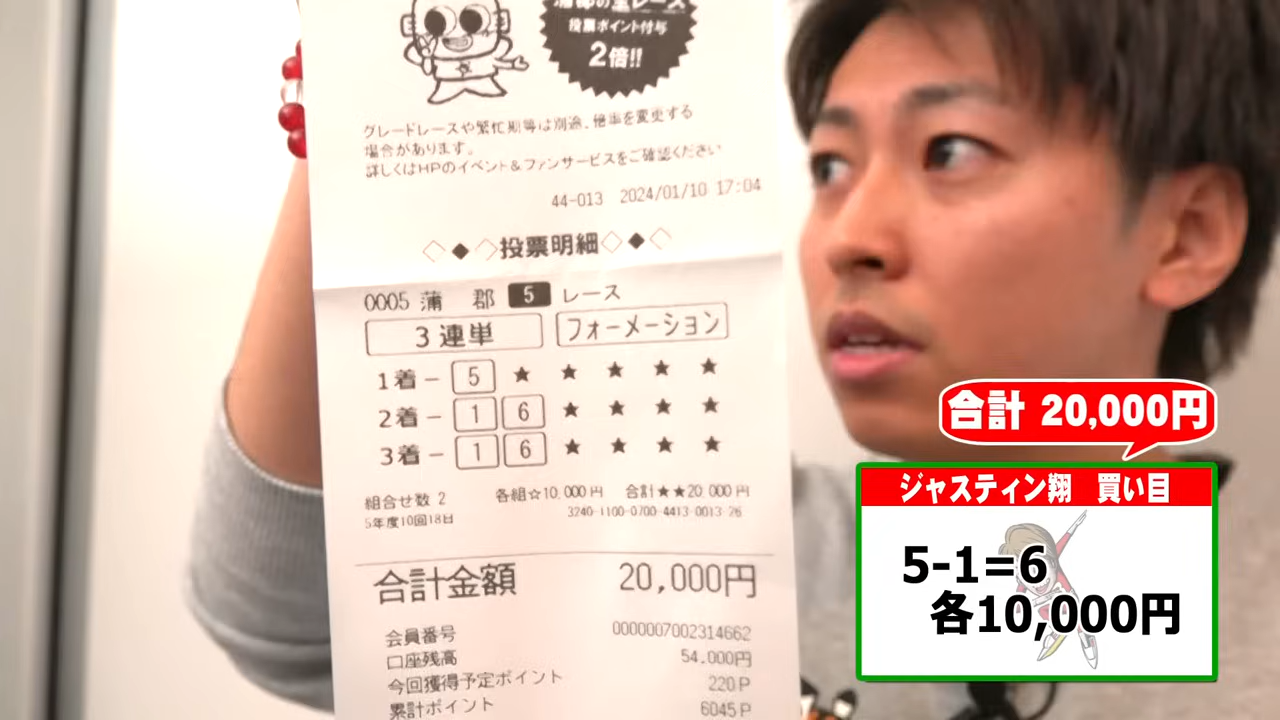 蒲郡の全レース
投票ポイント付与
2倍!!
グレードレースや繁忙期等は別途、倍率を変更する
場合があります。
詳しくはHPのイベント&ファンサービスをご確認ください
44-013 2024/01/10 17:04
◇◆◇投票明細◇◆◇
0005 蒲 郡 5 レース
3連単 フォーメーション
1着－ 5 ★ ★ ★ ★ ★
2着－ 1 6 ★ ★ ★ ★
3着－ 1 6 ★ ★ ★ ★
組合せ数 2 各組☆10,000円 合計★★20,000円
5年度10回18日 3240-1100-0700-4413-0013-26
合計金額 20,000円
会員番号 0000007002314662
口座残高 54,000円
今回獲得予定ポイント 220P
累計ポイント 6045P
合計 20,000円
ジャスティン翔 買い目
5-1=6
各10,000円